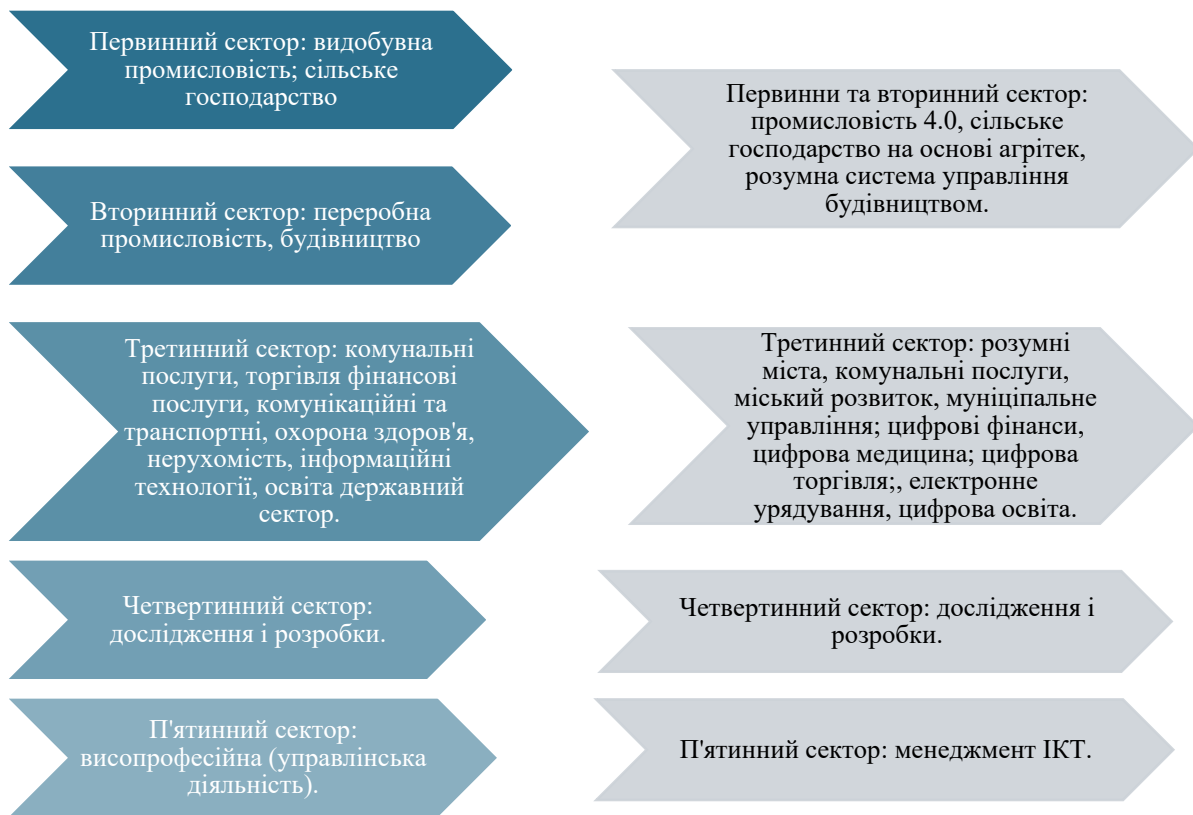 Первинний сектор: видобувна
промисловість; сільське
господарство
Первинни та вторинний сектор:
промисловість 4.0, сільське
господарство на основі агрітек,
розумна система управління
будівництвом.
Вторинний сектор: переробна
промисловість, будівництво
Третинний сектор: комунальні
послуги, торгівля фінансові
послуги, комунікаційні та
транспортні, охорона здоров'я,
нерухомість, інформаційні
технології, освіта державний
сектор.
Третинний сектор: розумні
міста, комунальні послуги,
міський розвиток, муніципальне
управління; цифрові фінанси,
цифрова медицина; цифрова
торгівля;, електронне
урядування, цифрова освіта.
Четвертинний сектор:
дослідження і розробки.
Четвертинний сектор: дослідження і
розробки.
П'ятинний сектор:
висопрофесійна (управлінська
діяльність).
П'ятинний сектор: менеджмент ІКТ.